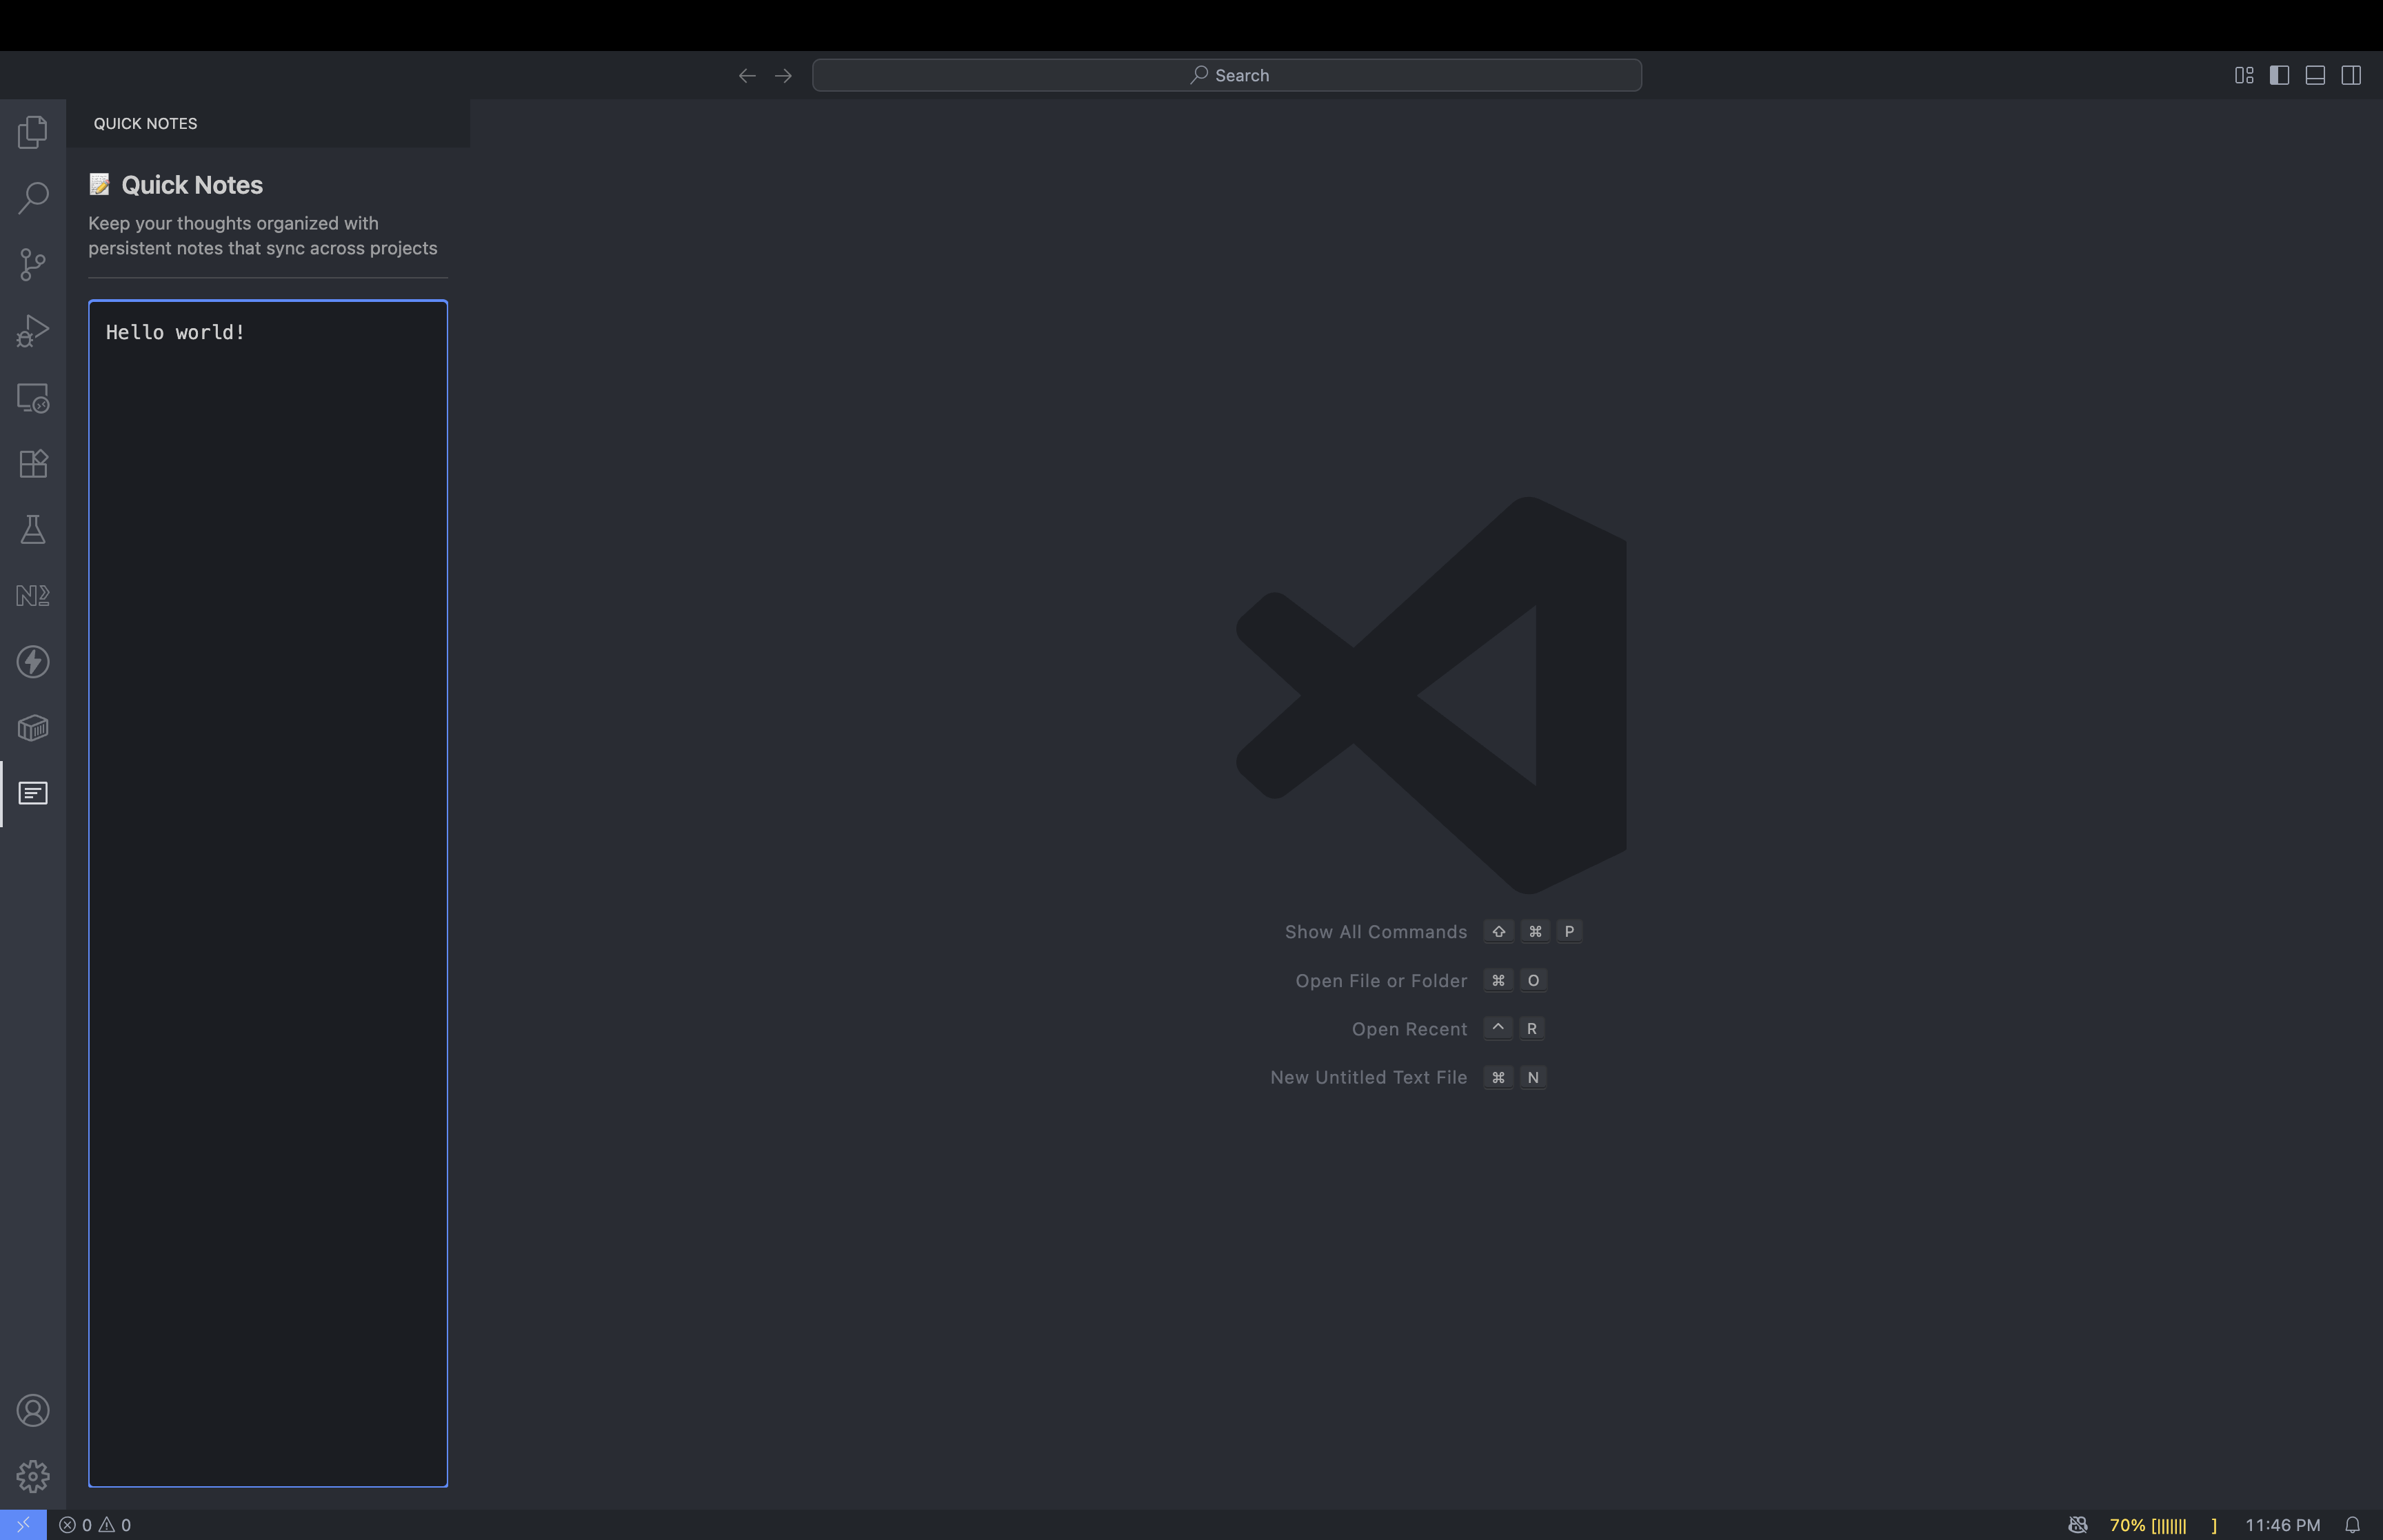 Search
QUICK NOTES
📝 Quick Notes
Keep your thoughts organized with
persistent notes that sync across projects
Hello world!
Show All Commands ⇧ ⌘ P
Open File or Folder ⌘ O
Open Recent ^ R
New Untitled Text File ⌘ N
0 0
70% [||||||| ]
11:46 PM